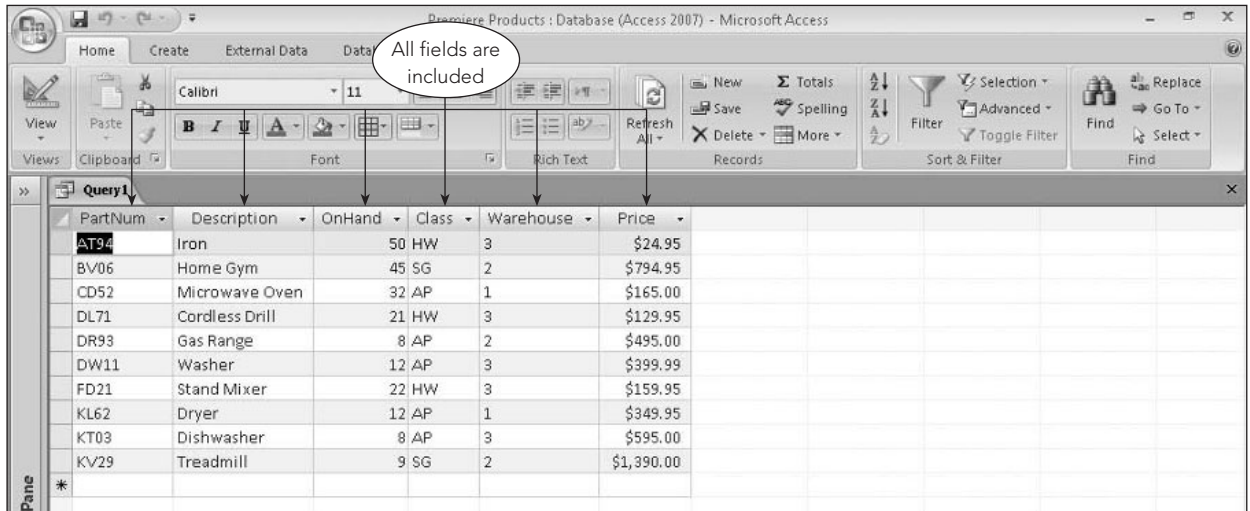 Premiere Products : Database (Access 2007) - Microsoft Access
Home Create External Data Datab
All fields are
included
View
Paste
Calibri 11
B I U A
Refresh
All
New
Save
Delete
Totals
Spelling
More
Filter
Selection
Advanced
Toggle Filter
Find
Replace
Go To
Select
Views Clipboard Font Rich Text Records Sort & Filter Find
Query1
PartNum Description OnHand Class Warehouse Price
AT94 Iron 50 HW 3 $24.95
BV06 Home Gym 45 SG 2 $794.95
CD52 Microwave Oven 32 AP 1 $165.00
DL71 Cordless Drill 21 HW 3 $129.95
DR93 Gas Range 8 AP 2 $495.00
DW11 Washer 12 AP 3 $399.99
FD21 Stand Mixer 22 HW 3 $159.95
KL62 Dryer 12 AP 1 $349.95
KT03 Dishwasher 8 AP 3 $595.00
KV29 Treadmill 9 SG 2 $1,390.00
Pane